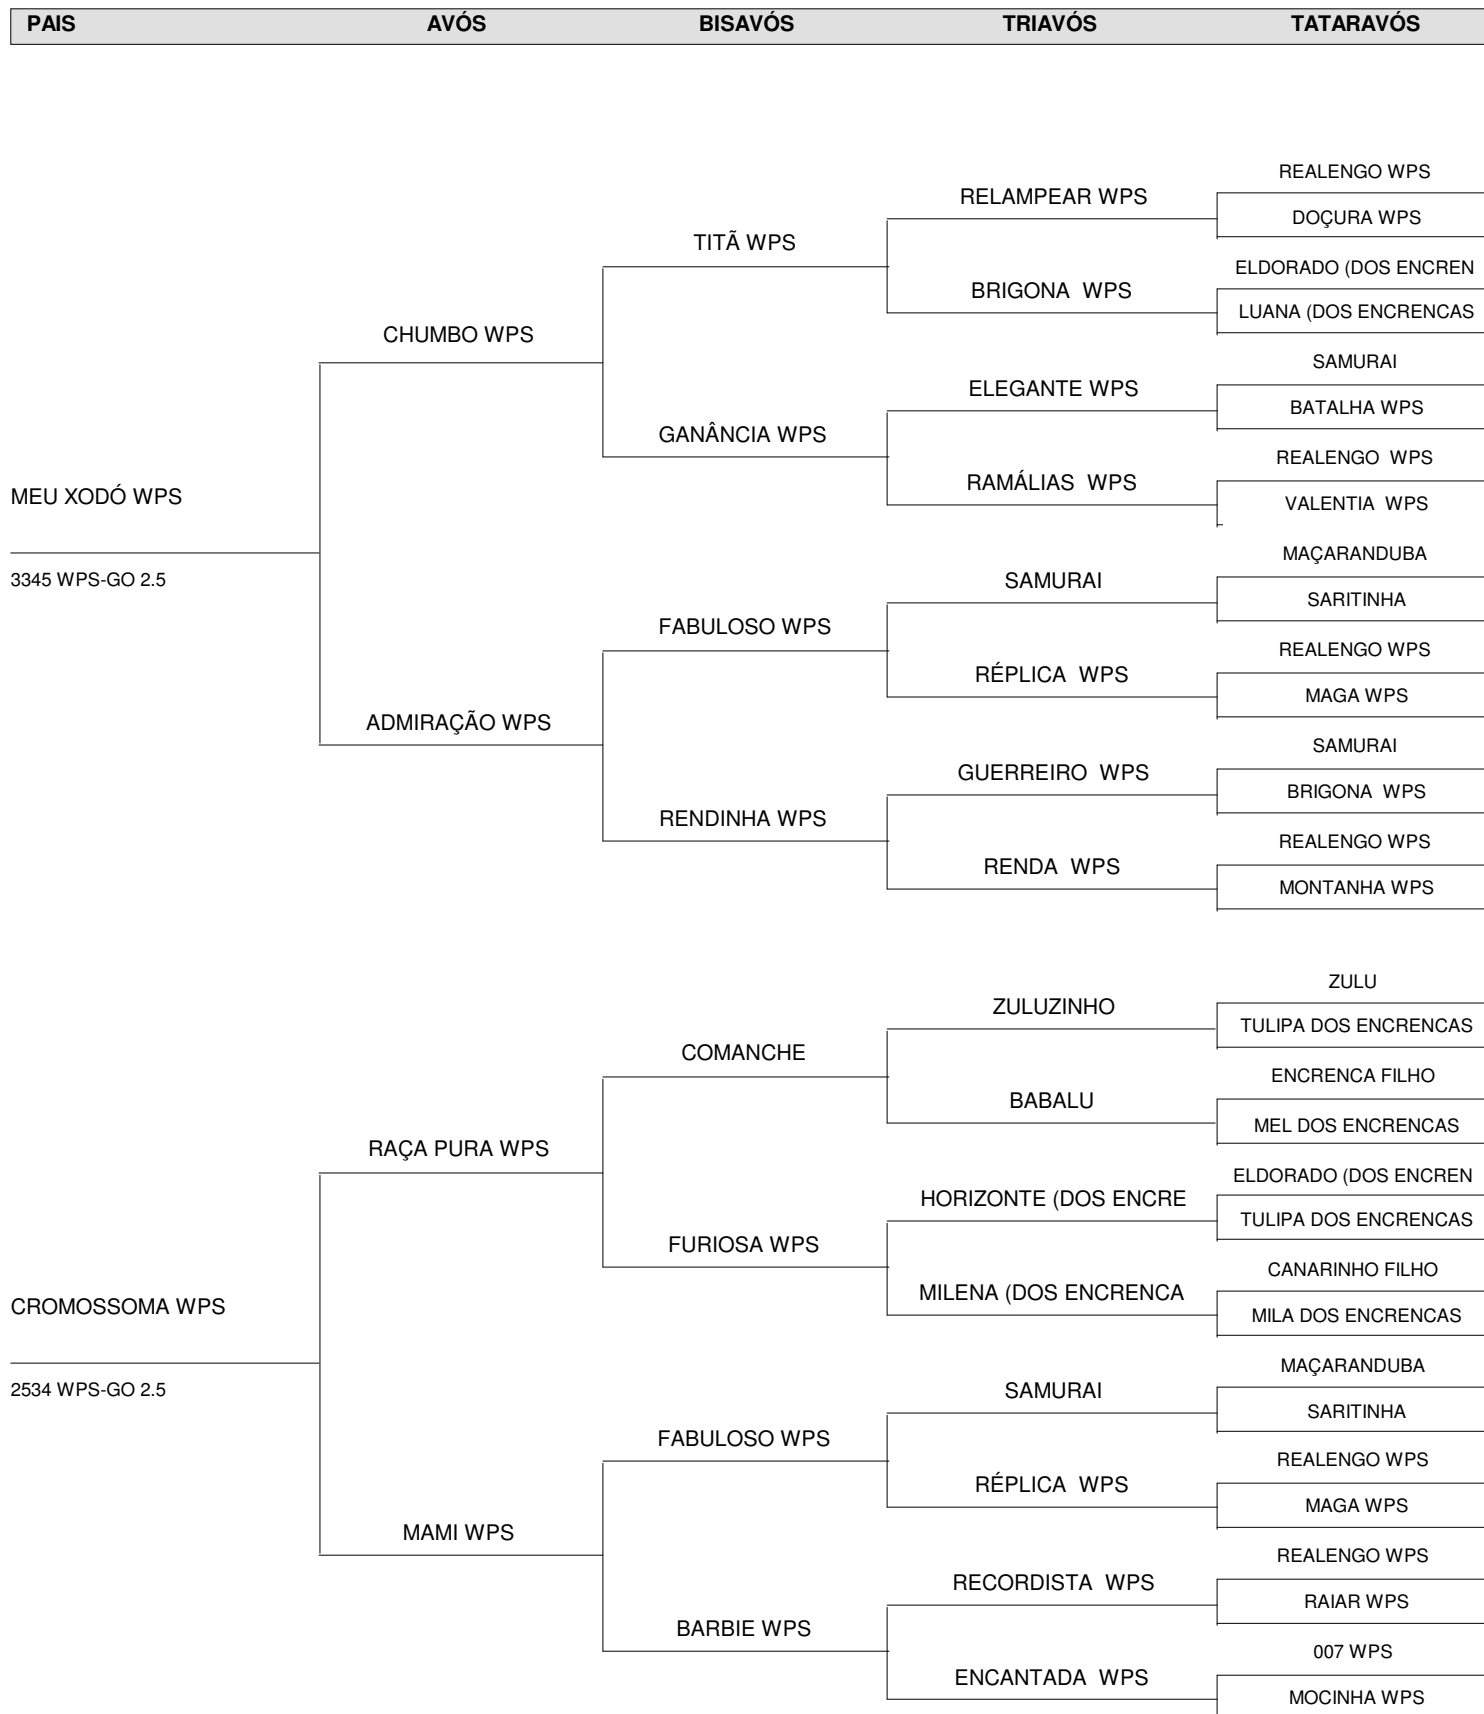 PAIS AVÓS BISAVÓS TRIAVÓS TATARAVÓS
REALENGO WPS
RELAMPEAR WPS
DOÇURA WPS
TITÃ WPS
ELDORADO (DOS ENCREN
BRIGONA WPS
LUANA (DOS ENCRENCAS
CHUMBO WPS
SAMURAI
ELEGANTE WPS
BATALHA WPS
GANÂNCIA WPS
REALENGO WPS
RAMÁLIAS WPS
MEU XODÓ WPS
VALENTIA WPS
MAÇARANDUBA
3345 WPS-GO 2.5
SAMURAI
SARITINHA
FABULOSO WPS
REALENGO WPS
RÉPLICA WPS
MAGA WPS
ADMIRAÇÃO WPS
SAMURAI
GUERREIRO WPS
BRIGONA WPS
RENDINHA WPS
REALENGO WPS
RENDA WPS
MONTANHA WPS
ZULU
ZULUZINHO
TULIPA DOS ENCRENCAS
COMANCHE
ENCRENCA FILHO
BABALU
MEL DOS ENCRENCAS
RAÇA PURA WPS
ELDORADO (DOS ENCREN
HORIZONTE (DOS ENCRE
TULIPA DOS ENCRENCAS
FURIOSA WPS
CANARINHO FILHO
MILENA (DOS ENCRENCA
CROMOSSOMA WPS
MILA DOS ENCRENCAS
MAÇARANDUBA
2534 WPS-GO 2.5
SAMURAI
SARITINHA
FABULOSO WPS
REALENGO WPS
RÉPLICA WPS
MAGA WPS
MAMI WPS
REALENGO WPS
RECORDISTA WPS
RAIAR WPS
BARBIE WPS
007 WPS
ENCANTADA WPS
MOCINHA WPS